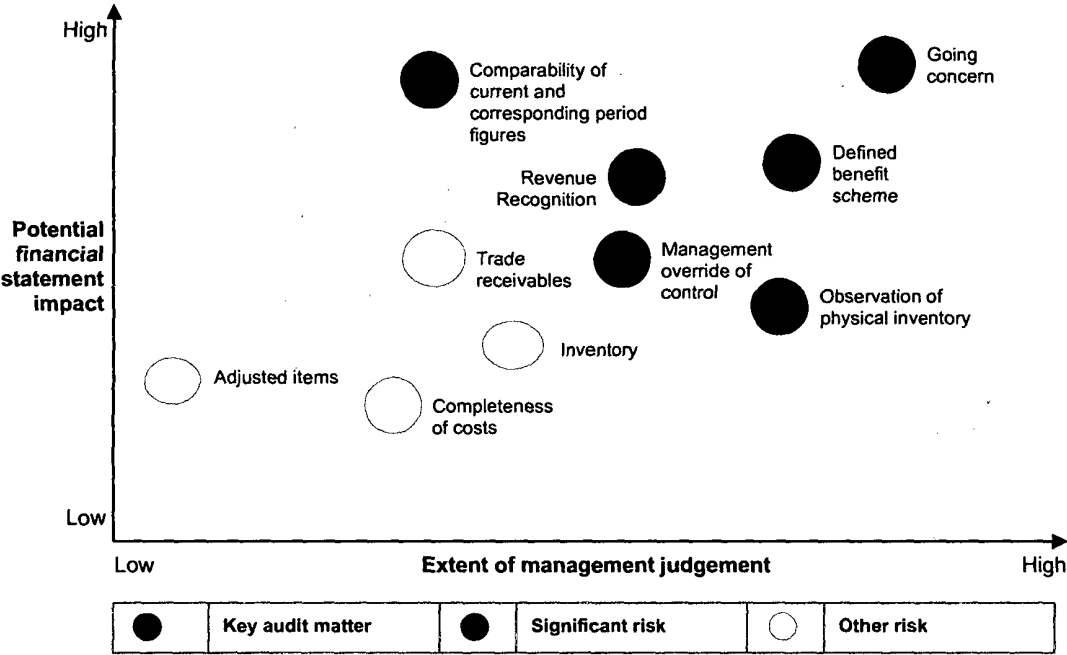 High
Going
concern
Comparability of
current and
corresponding period
figures
Defined
benefit
scheme
Revenue
Recognition
Potential
financial
statement
impact
Trade
receivables
Management
override of
control
Observation of
physical inventory
Inventory
Adjusted items
Completeness
of costs
Low
Low
Extent of management judgement
High
Key audit matter
Significant risk
Other risk